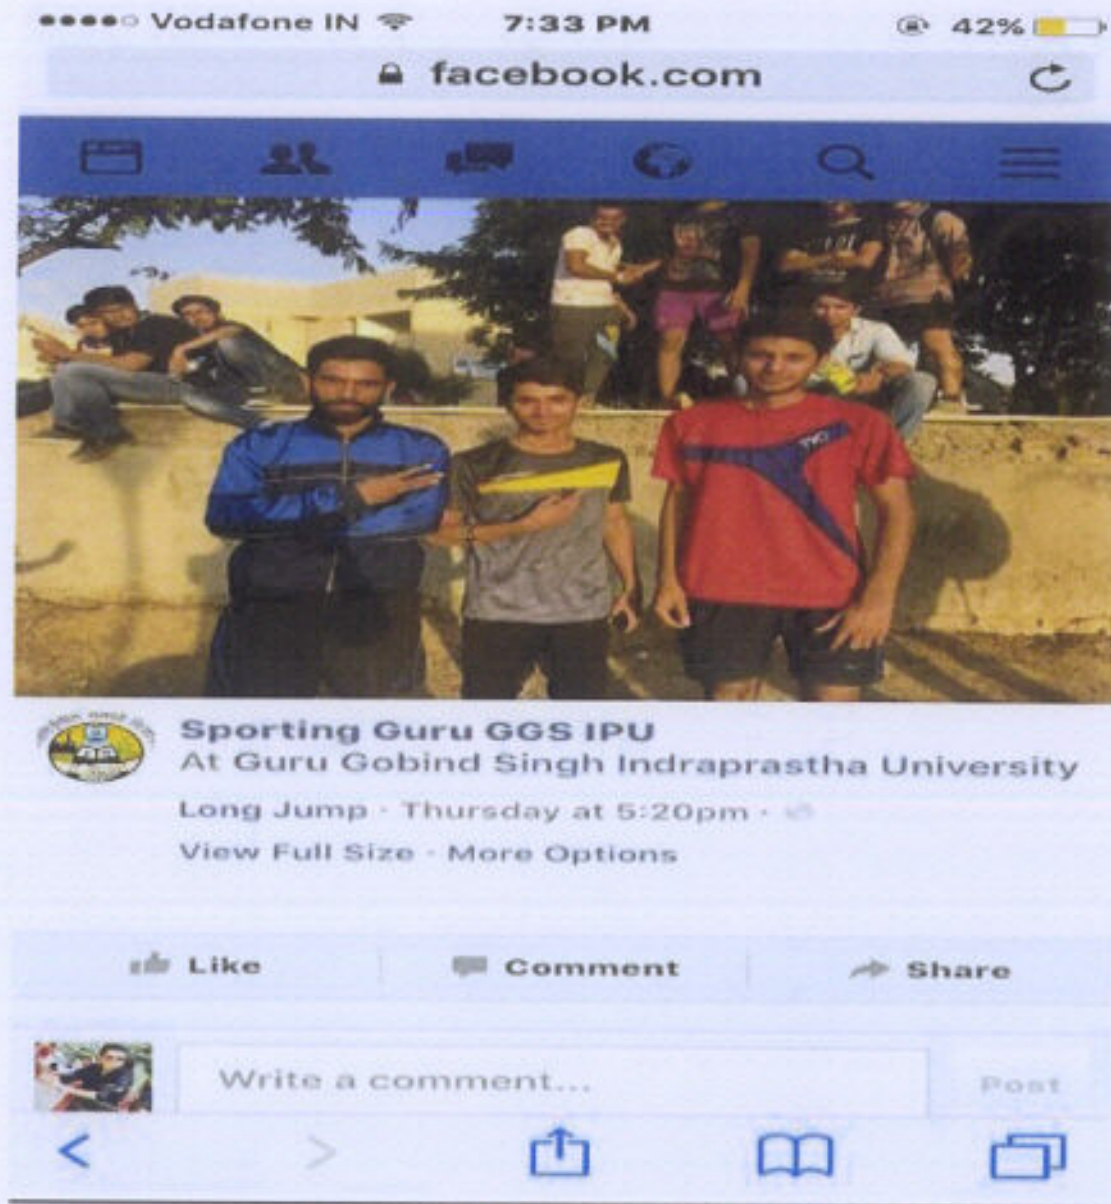 Vodafone IN 7:33 PM 42%
facebook.com
Sporting Guru GGS IPU
At Guru Gobind Singh Indraprastha University
Long Jump · Thursday at 5:20pm ·
View Full Size · More Options
Like Comment Share
Write a comment... Post